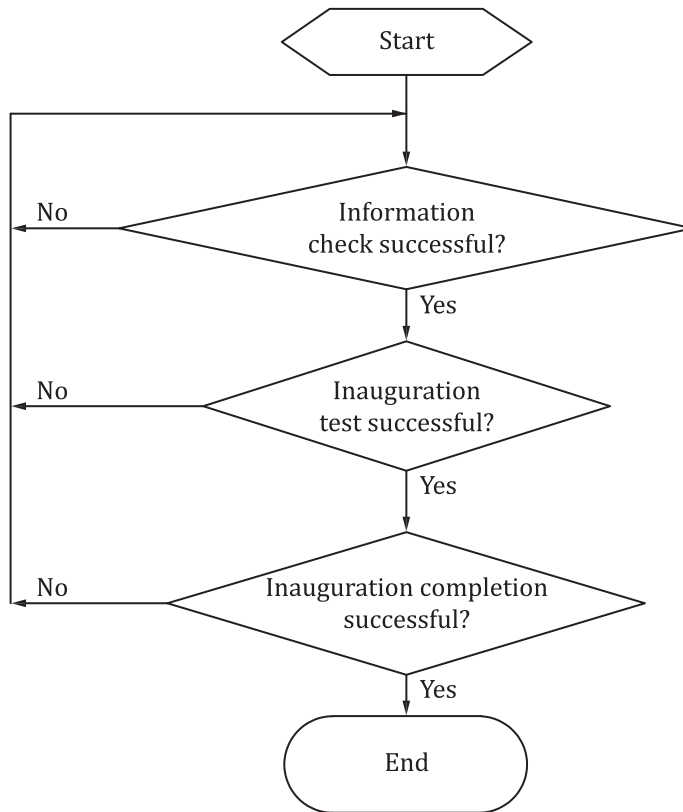 Start
No
Information
check successful?
Yes
No
Inauguration
test successful?
Yes
No
Inauguration completion
successful?
Yes
End